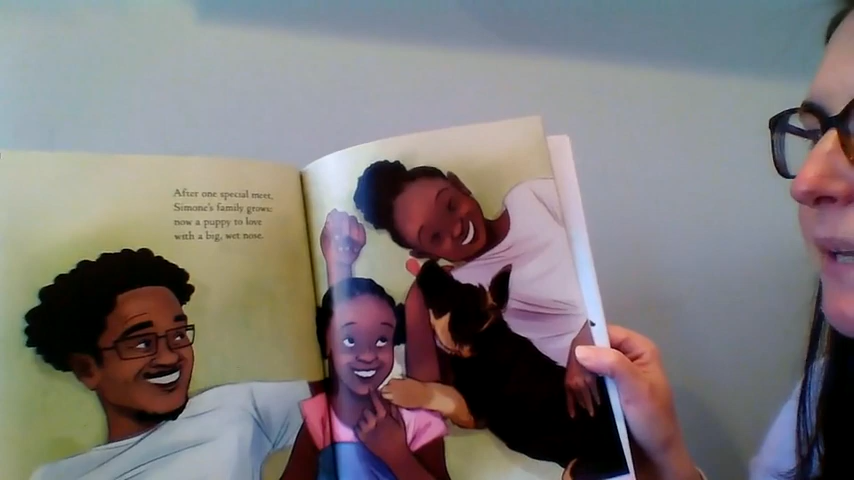 After one special meet,
Simone's family grows:
now a puppy to love
with a big, wet nose.